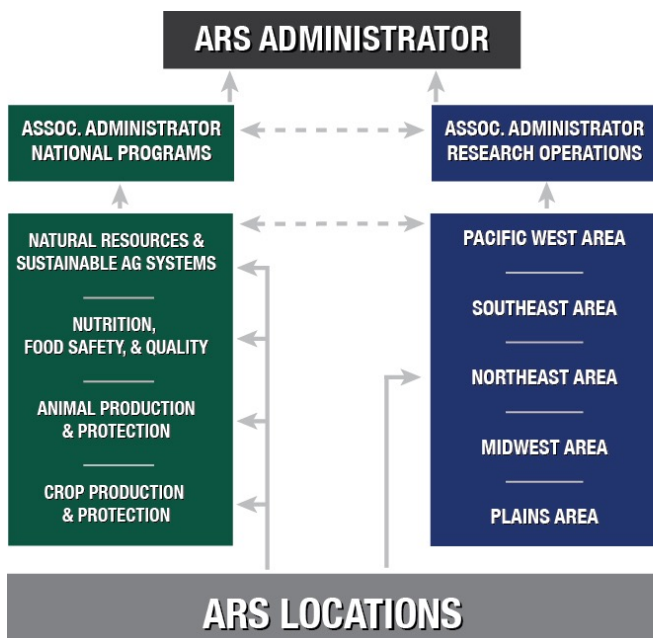 ARS ADMINISTRATOR
ASSOC. ADMINISTRATOR
NATIONAL PROGRAMS
ASSOC. ADMINISTRATOR
RESEARCH OPERATIONS
NATURAL RESOURCES &
SUSTAINABLE AG SYSTEMS
NUTRITION,
FOOD SAFETY, & QUALITY
ANIMAL PRODUCTION
& PROTECTION
CROP PRODUCTION
& PROTECTION
PACIFIC WEST AREA
SOUTHEAST AREA
NORTHEAST AREA
MIDWEST AREA
PLAINS AREA
ARS LOCATIONS